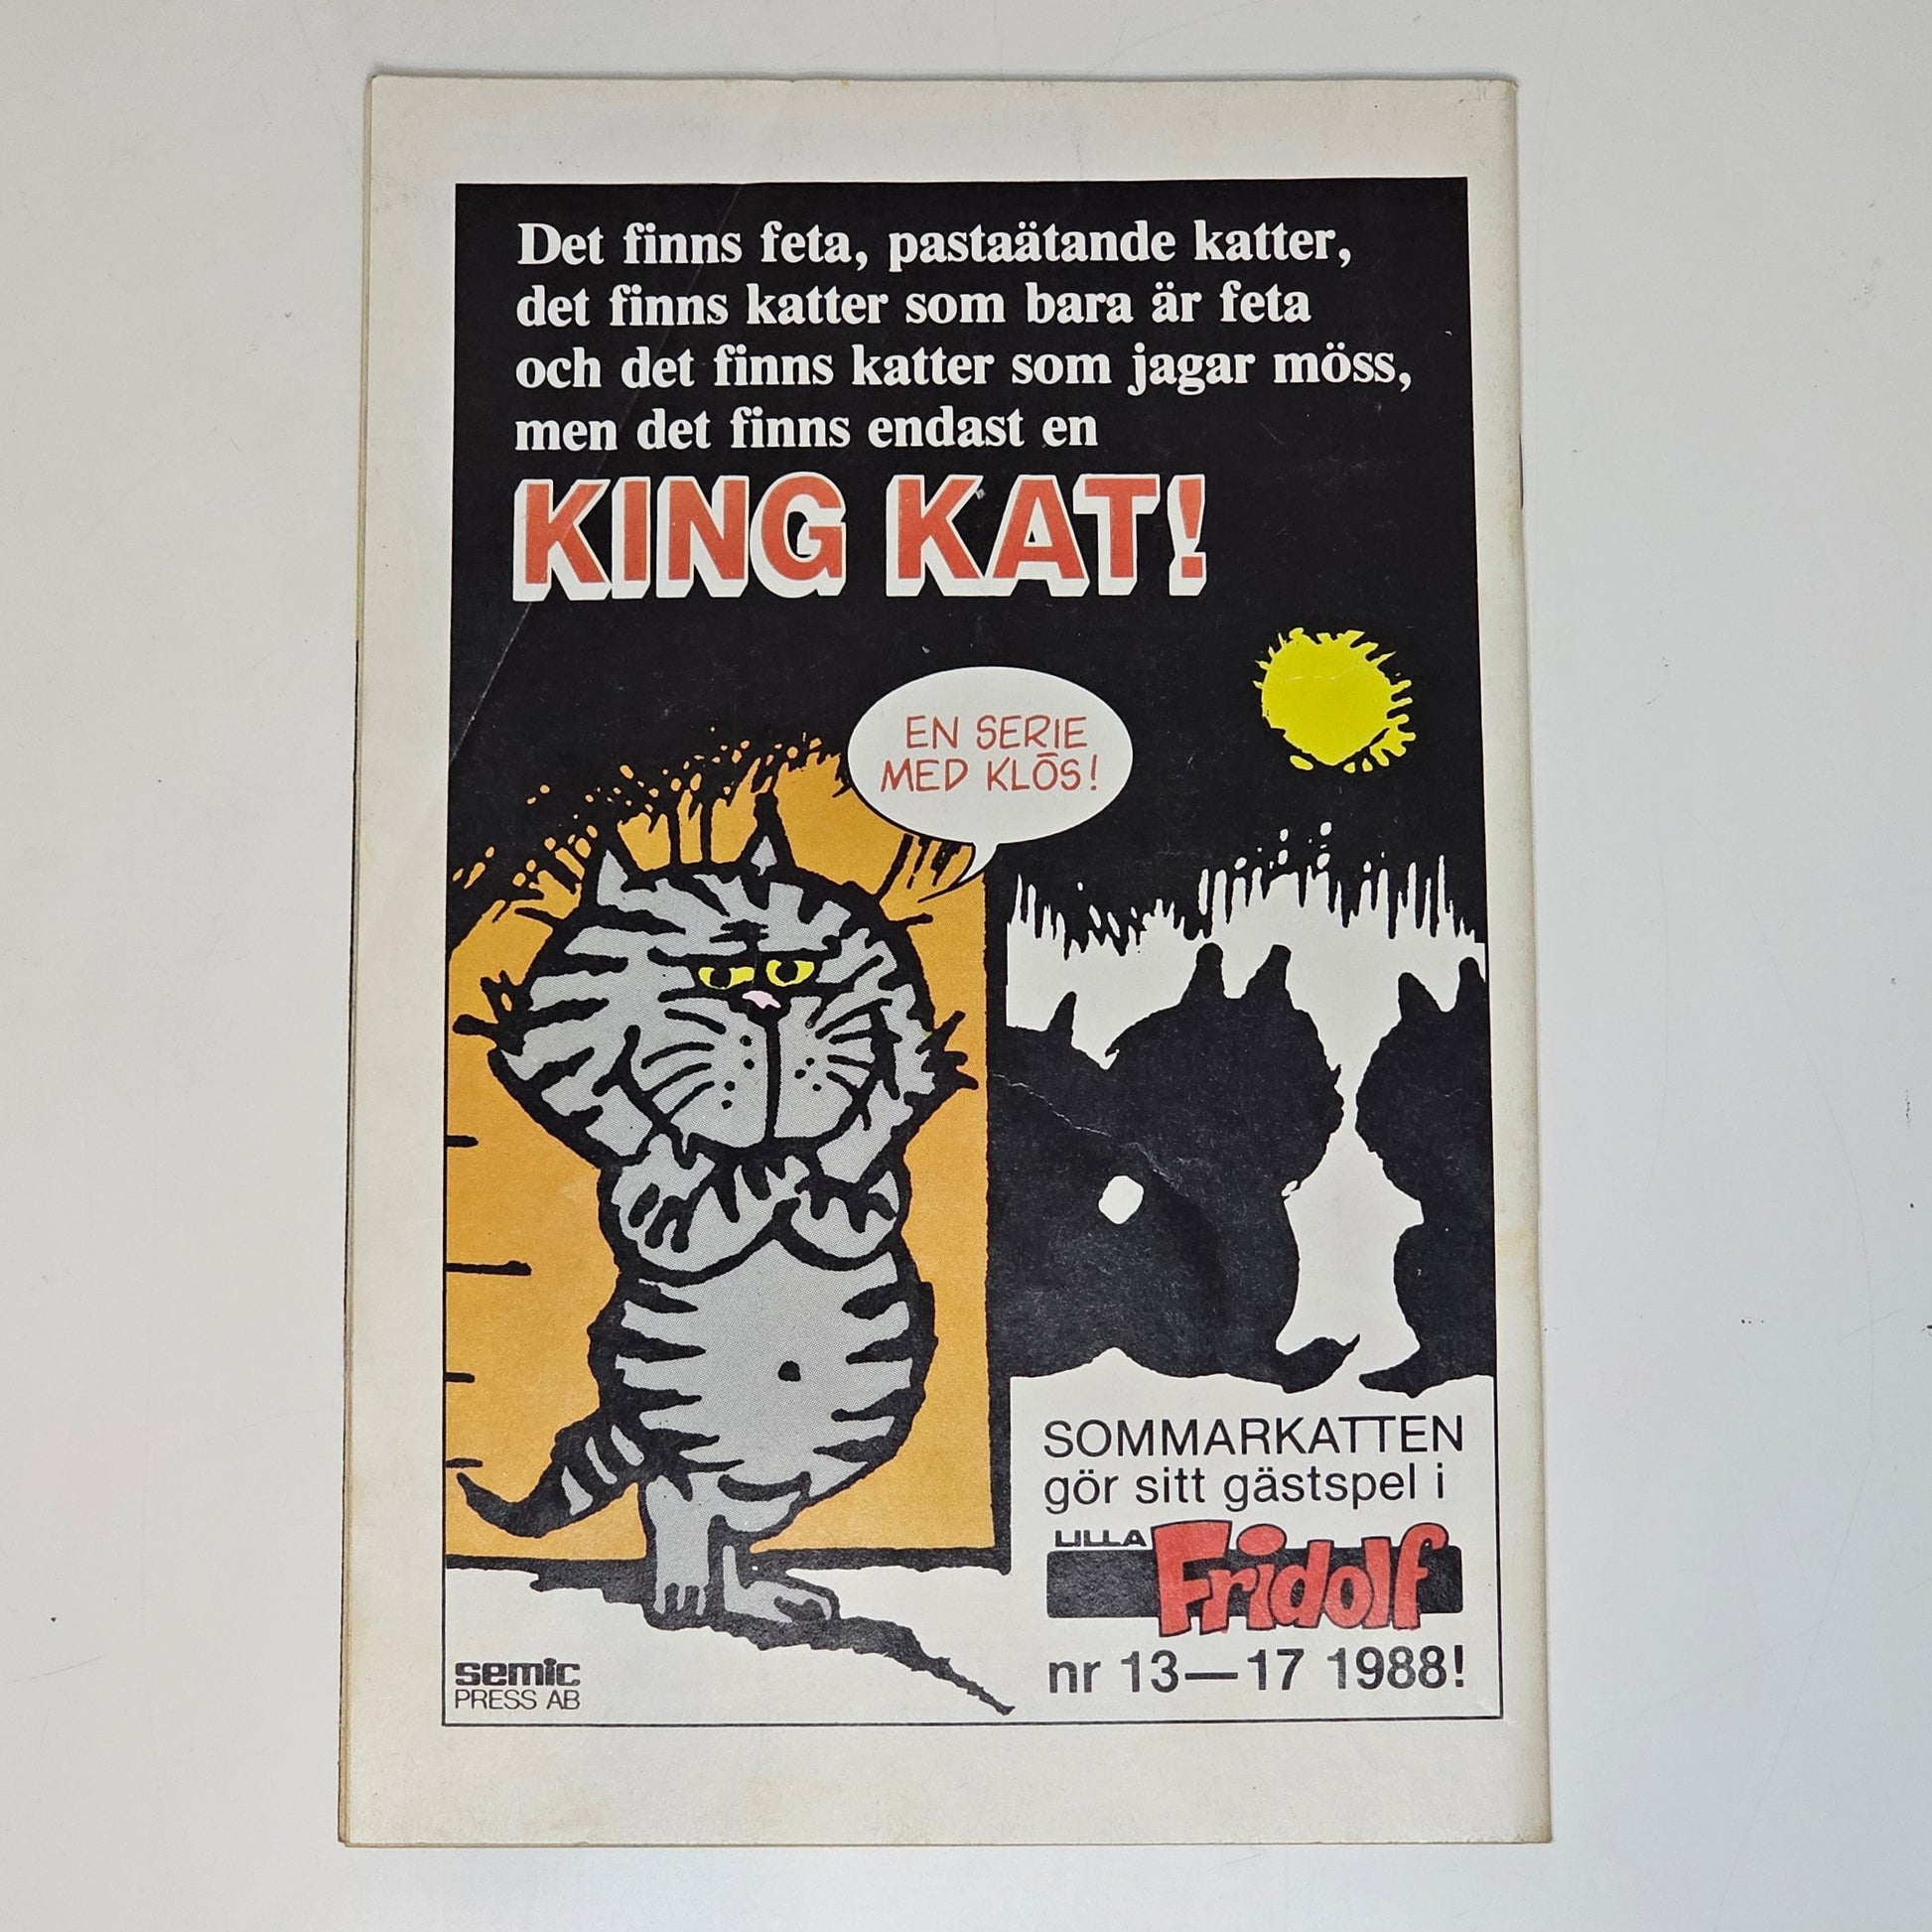 Det finns feta, pastaätande katter,
det finns katter som bara är feta
och det finns katter som jagar möss,
men det finns endast en
KING KAT!
EN SERIE
MED KLÖS!
SOMMARKATTEN
gör sitt gästspel i
LILLA
Fridolf
nr 13—17 1988!
semic
PRESS AB